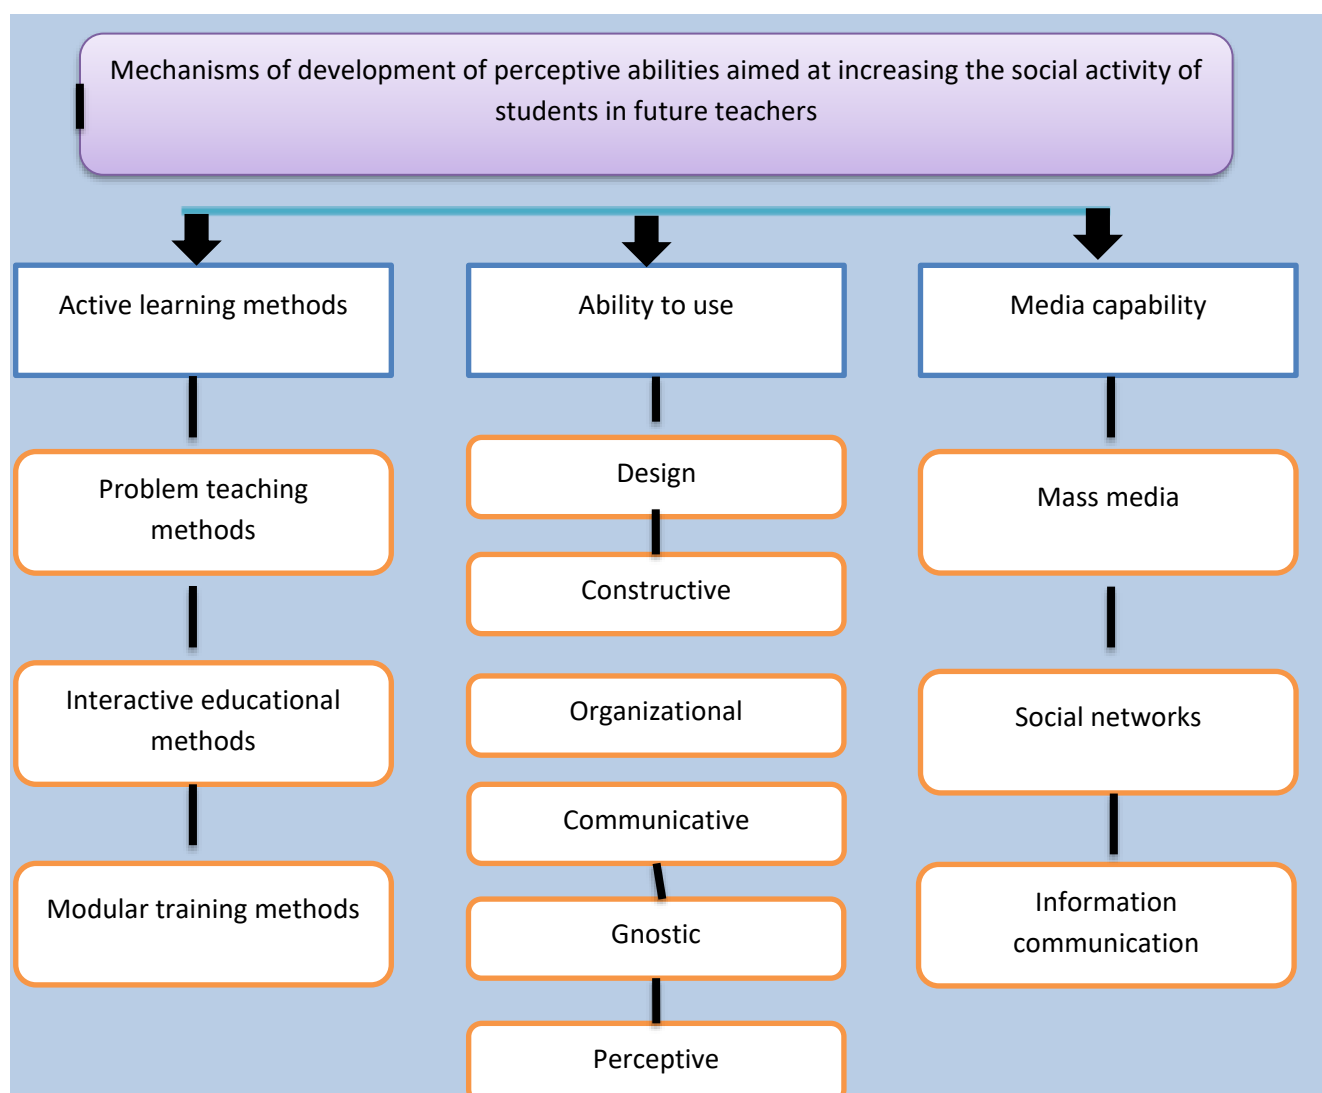 Mechanisms of development of perceptive abilities aimed at increasing the social activity of
students in future teachers
Active learning methods
Ability to use
Media capability
Problem teaching
methods
Interactive educational
methods
Modular training methods
Design
Constructive
Organizational
Communicative
Gnostic
Perceptive
Mass media
Social networks
Information
communication